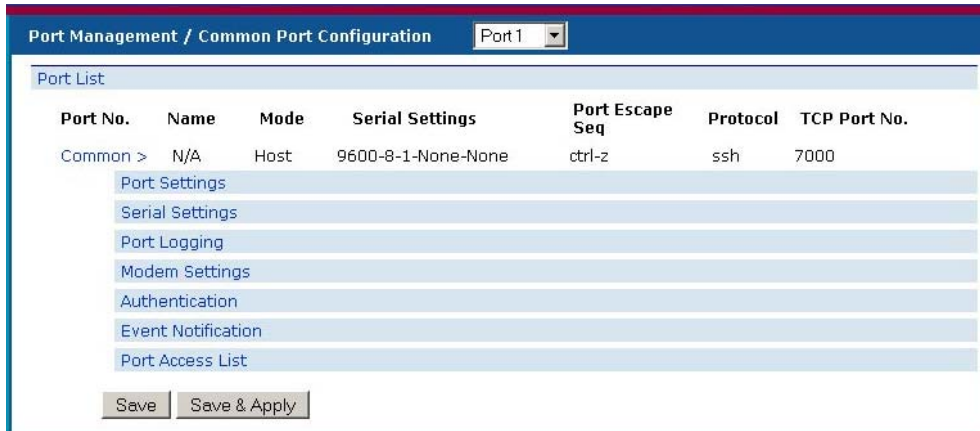 Port Management / Common Port Configuration Port 1
Port List
Port No. Name Mode Serial Settings Port Escape Seq Protocol TCP Port No.
Common > N/A Host 9600-8-1-None-None ctrl-z ssh 7000
Port Settings
Serial Settings
Port Logging
Modem Settings
Authentication
Event Notification
Port Access List
Save Save & Apply